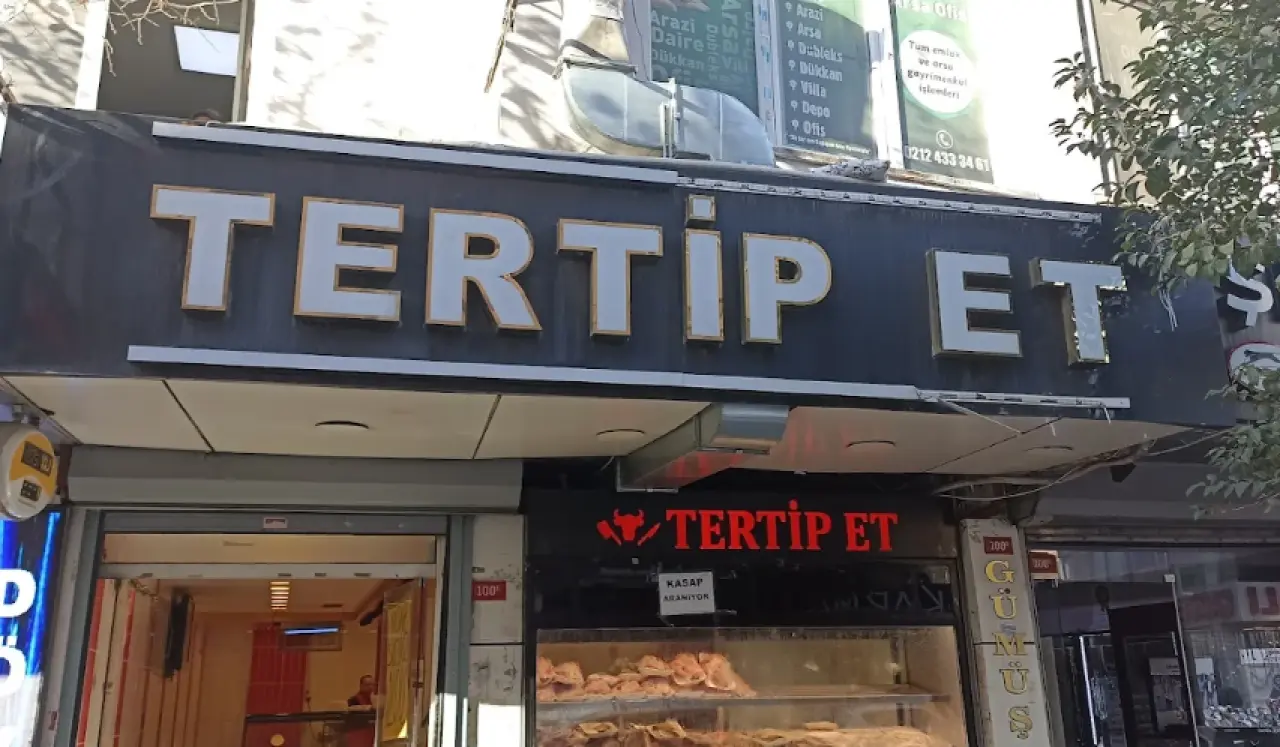 Arazi
Daire
Dükkan
Arsa
Arazi
Arsa
Dubleks
Dükkan
Villa
Depo
Ofis
Arsa Ofis
Tüm emlak
ve arsa
gayrimenkul
işlemleri
0212 433 34 61
TERTİP ET
TERTİP ET
KASAP
ARANIYOR
100
100
GÜMÜŞ